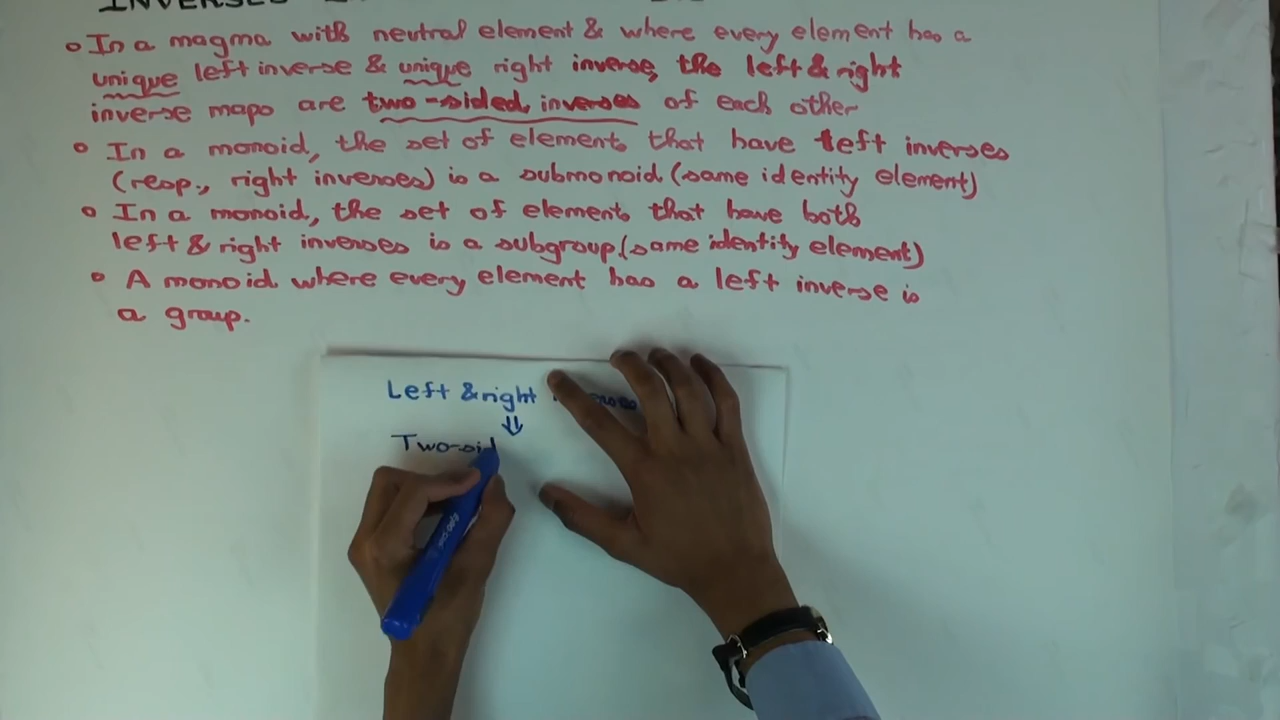 INVERSES
o In a magma with neutral element & where every element has a
unique left inverse & unique right inverse, the left & right
inverse maps are two-sided inverses of each other
o In a monoid, the set of elements that have left inverses
(resp., right inverses) is a submonoid (same identity element)
o In a monoid, the set of elements that have both
left & right inverses is a subgroup (same identity element)
o A monoid where every element has a left inverse is
a group.
Left & right
⇓
Two-sid